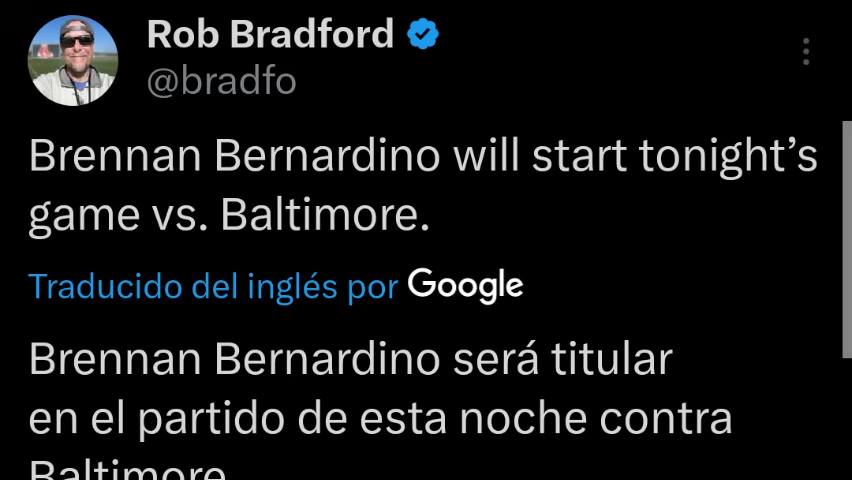 Rob Bradford
@bradfo
Brennan Bernardino will start tonight’s
game vs. Baltimore.
Traducido del inglés por Google
Brennan Bernardino será titular
en el partido de esta noche contra
Baltimore